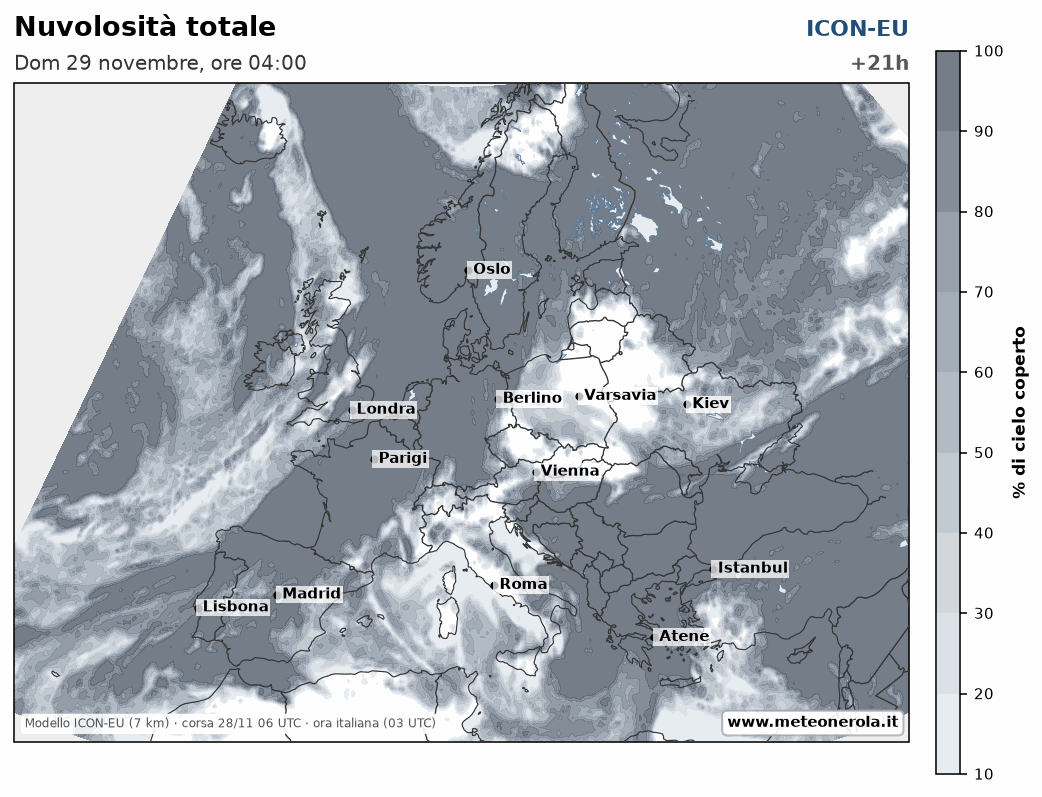 Nuvolosità totale
ICON-EU
Dom 29 novembre, ore 04:00
+21h
100
90
80
70
60
50
40
30
20
10
% di cielo coperto
Oslo
Berlino
Varsavia
Kiev
Londra
Parigi
Vienna
Istanbul
Roma
Madrid
Lisbona
Atene
Modello ICON-EU (7 km) · corsa 28/11 06 UTC · ora italiana (03 UTC)
www.meteonerola.it